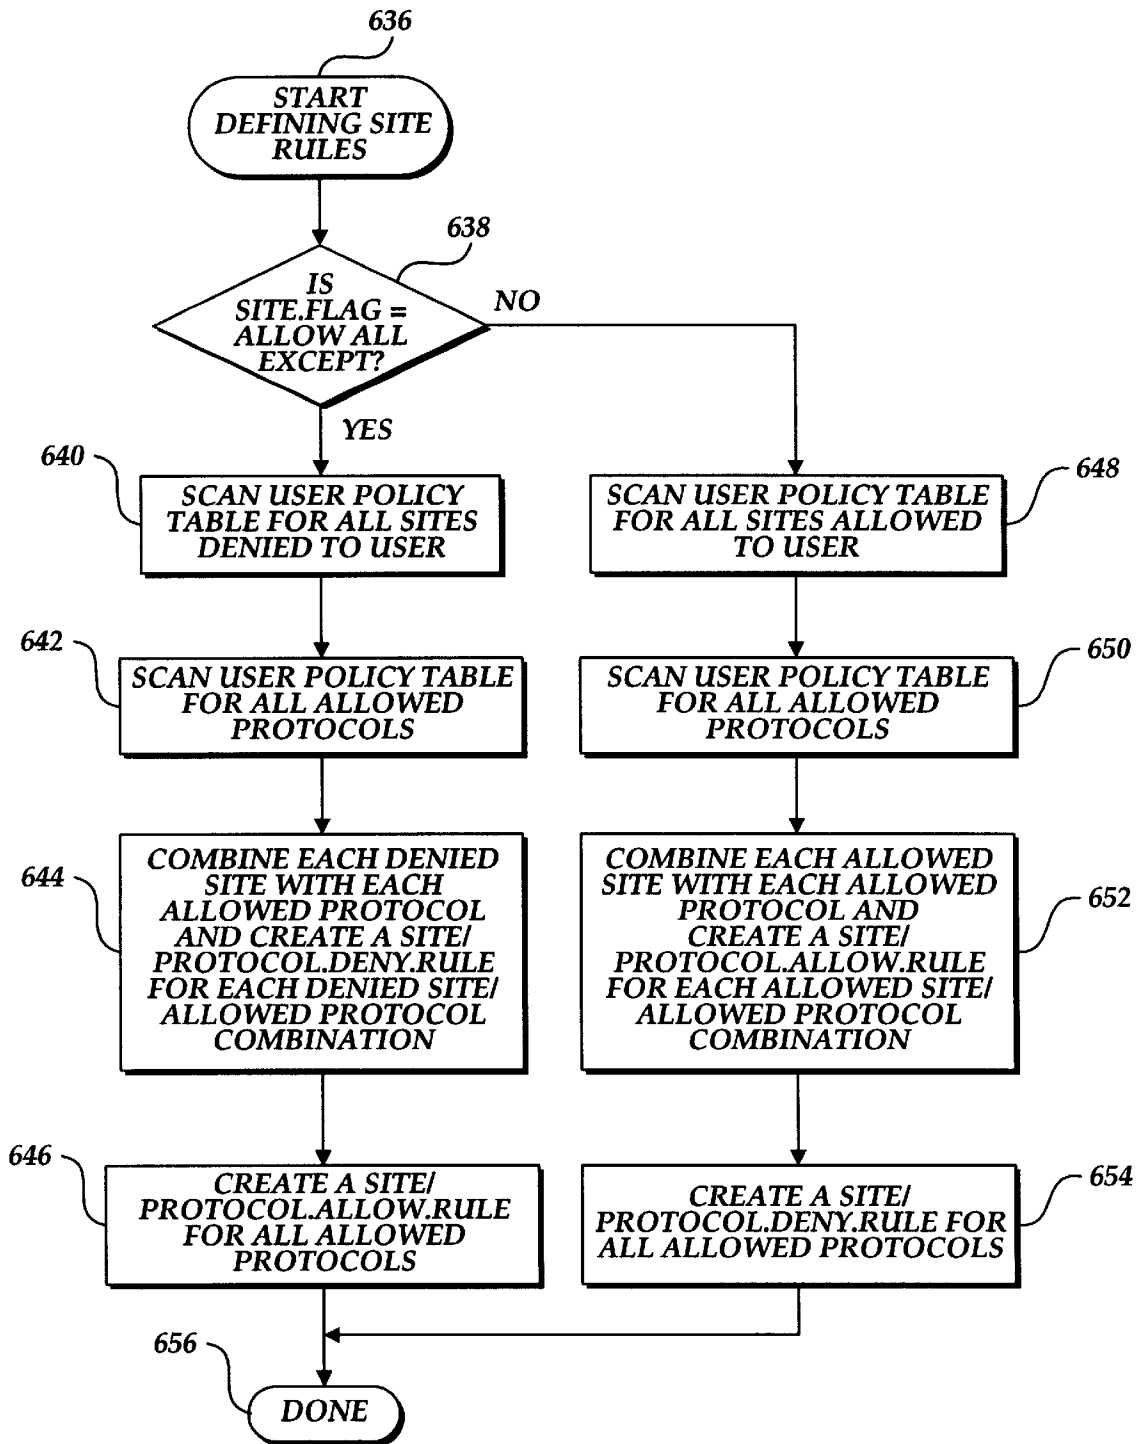 636
START
DEFINING SITE
RULES
638
IS
SITE.FLAG =
ALLOW ALL
EXCEPT?
NO
YES
640
SCAN USER POLICY
TABLE FOR ALL SITES
DENIED TO USER
648
SCAN USER POLICY TABLE
FOR ALL SITES ALLOWED
TO USER
642
SCAN USER POLICY TABLE
FOR ALL ALLOWED
PROTOCOLS
650
SCAN USER POLICY TABLE
FOR ALL ALLOWED
PROTOCOLS
644
COMBINE EACH DENIED
SITE WITH EACH
ALLOWED PROTOCOL
AND CREATE A SITE/
PROTOCOL.DENY.RULE
FOR EACH DENIED SITE/
ALLOWED PROTOCOL
COMBINATION
652
COMBINE EACH ALLOWED
SITE WITH EACH ALLOWED
PROTOCOL AND
CREATE A SITE/
PROTOCOL.ALLOW.RULE
FOR EACH ALLOWED SITE/
ALLOWED PROTOCOL
COMBINATION
646
CREATE A SITE/
PROTOCOL.ALLOW.RULE
FOR ALL ALLOWED
PROTOCOLS
654
CREATE A SITE/
PROTOCOL.DENY.RULE FOR
ALL ALLOWED PROTOCOLS
656
DONE